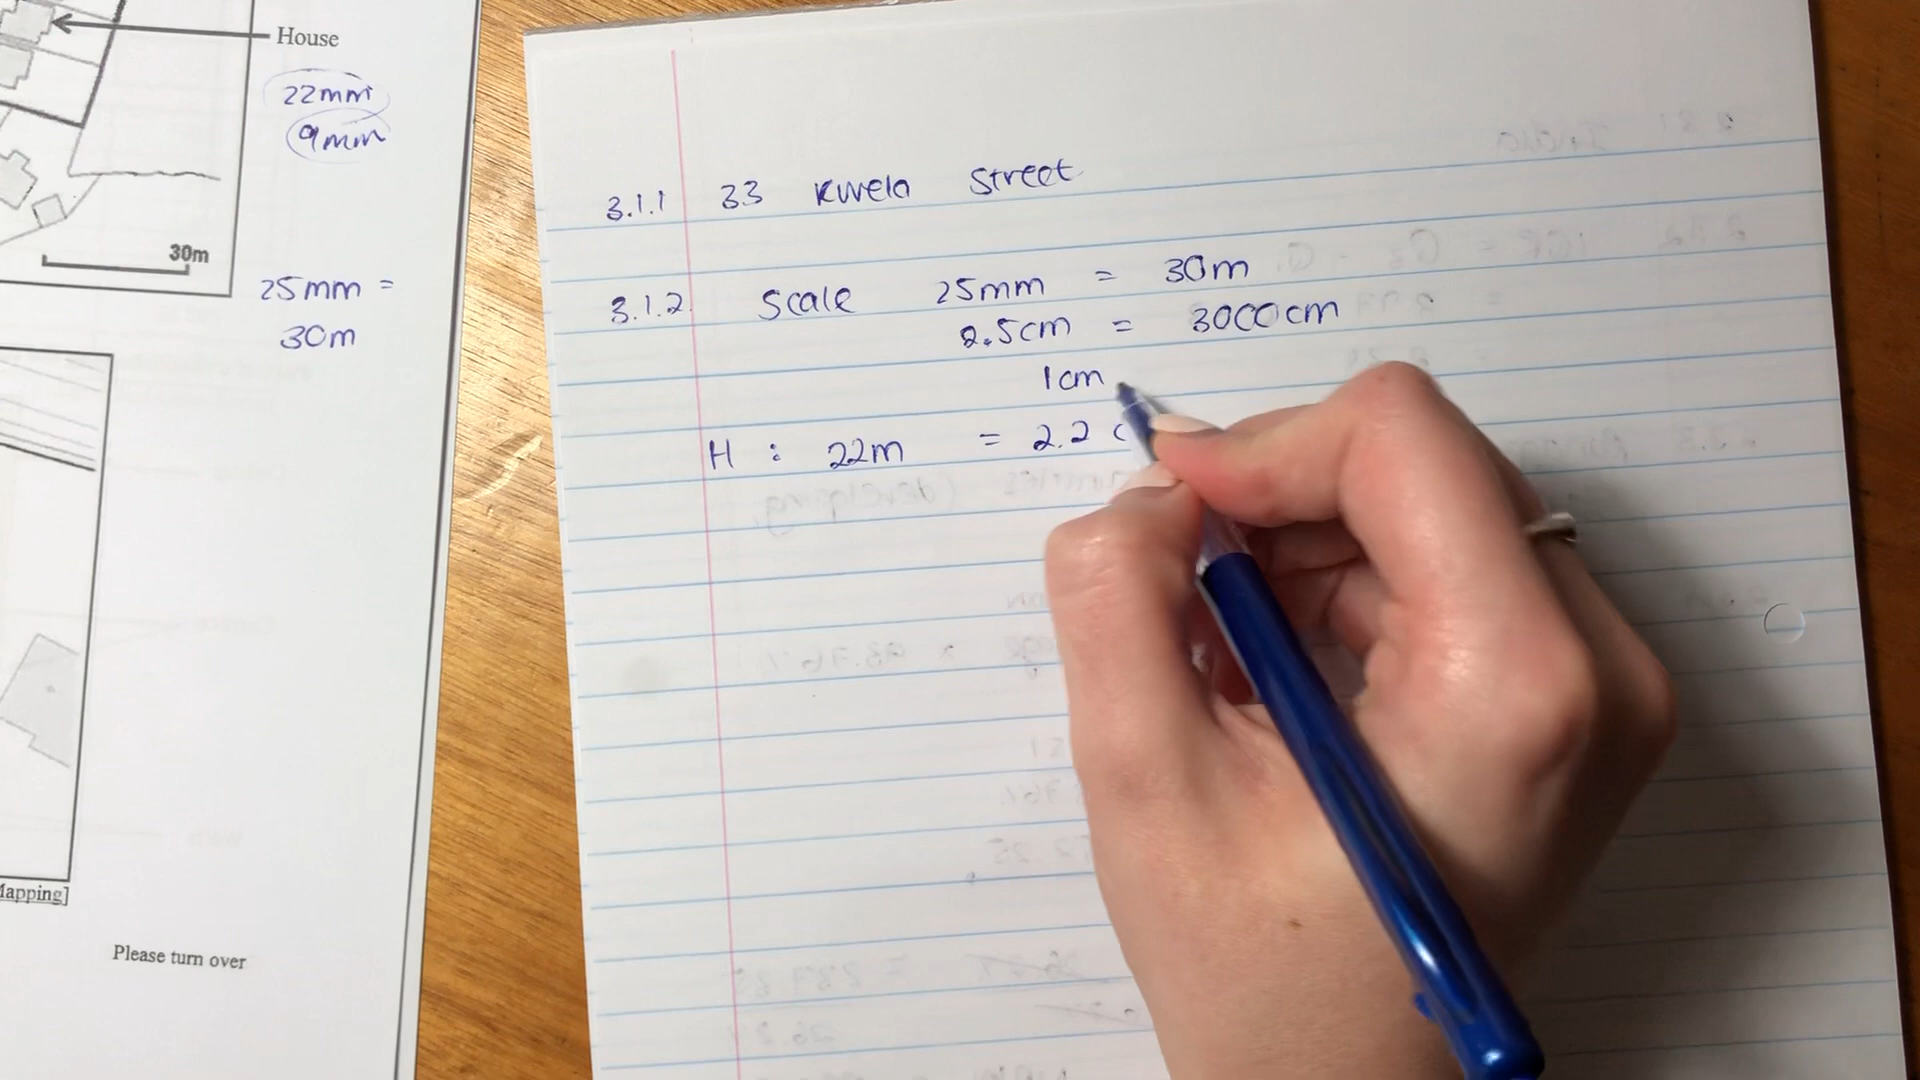 House
22mm
9mm
30m
25mm =
30m
Mapping]
Please turn over
3.1.1 33 Kwela Street
3.1.2. Scale 25mm = 30m
2.5cm = 3000cm
1cm
H : 22m = 2.2 c